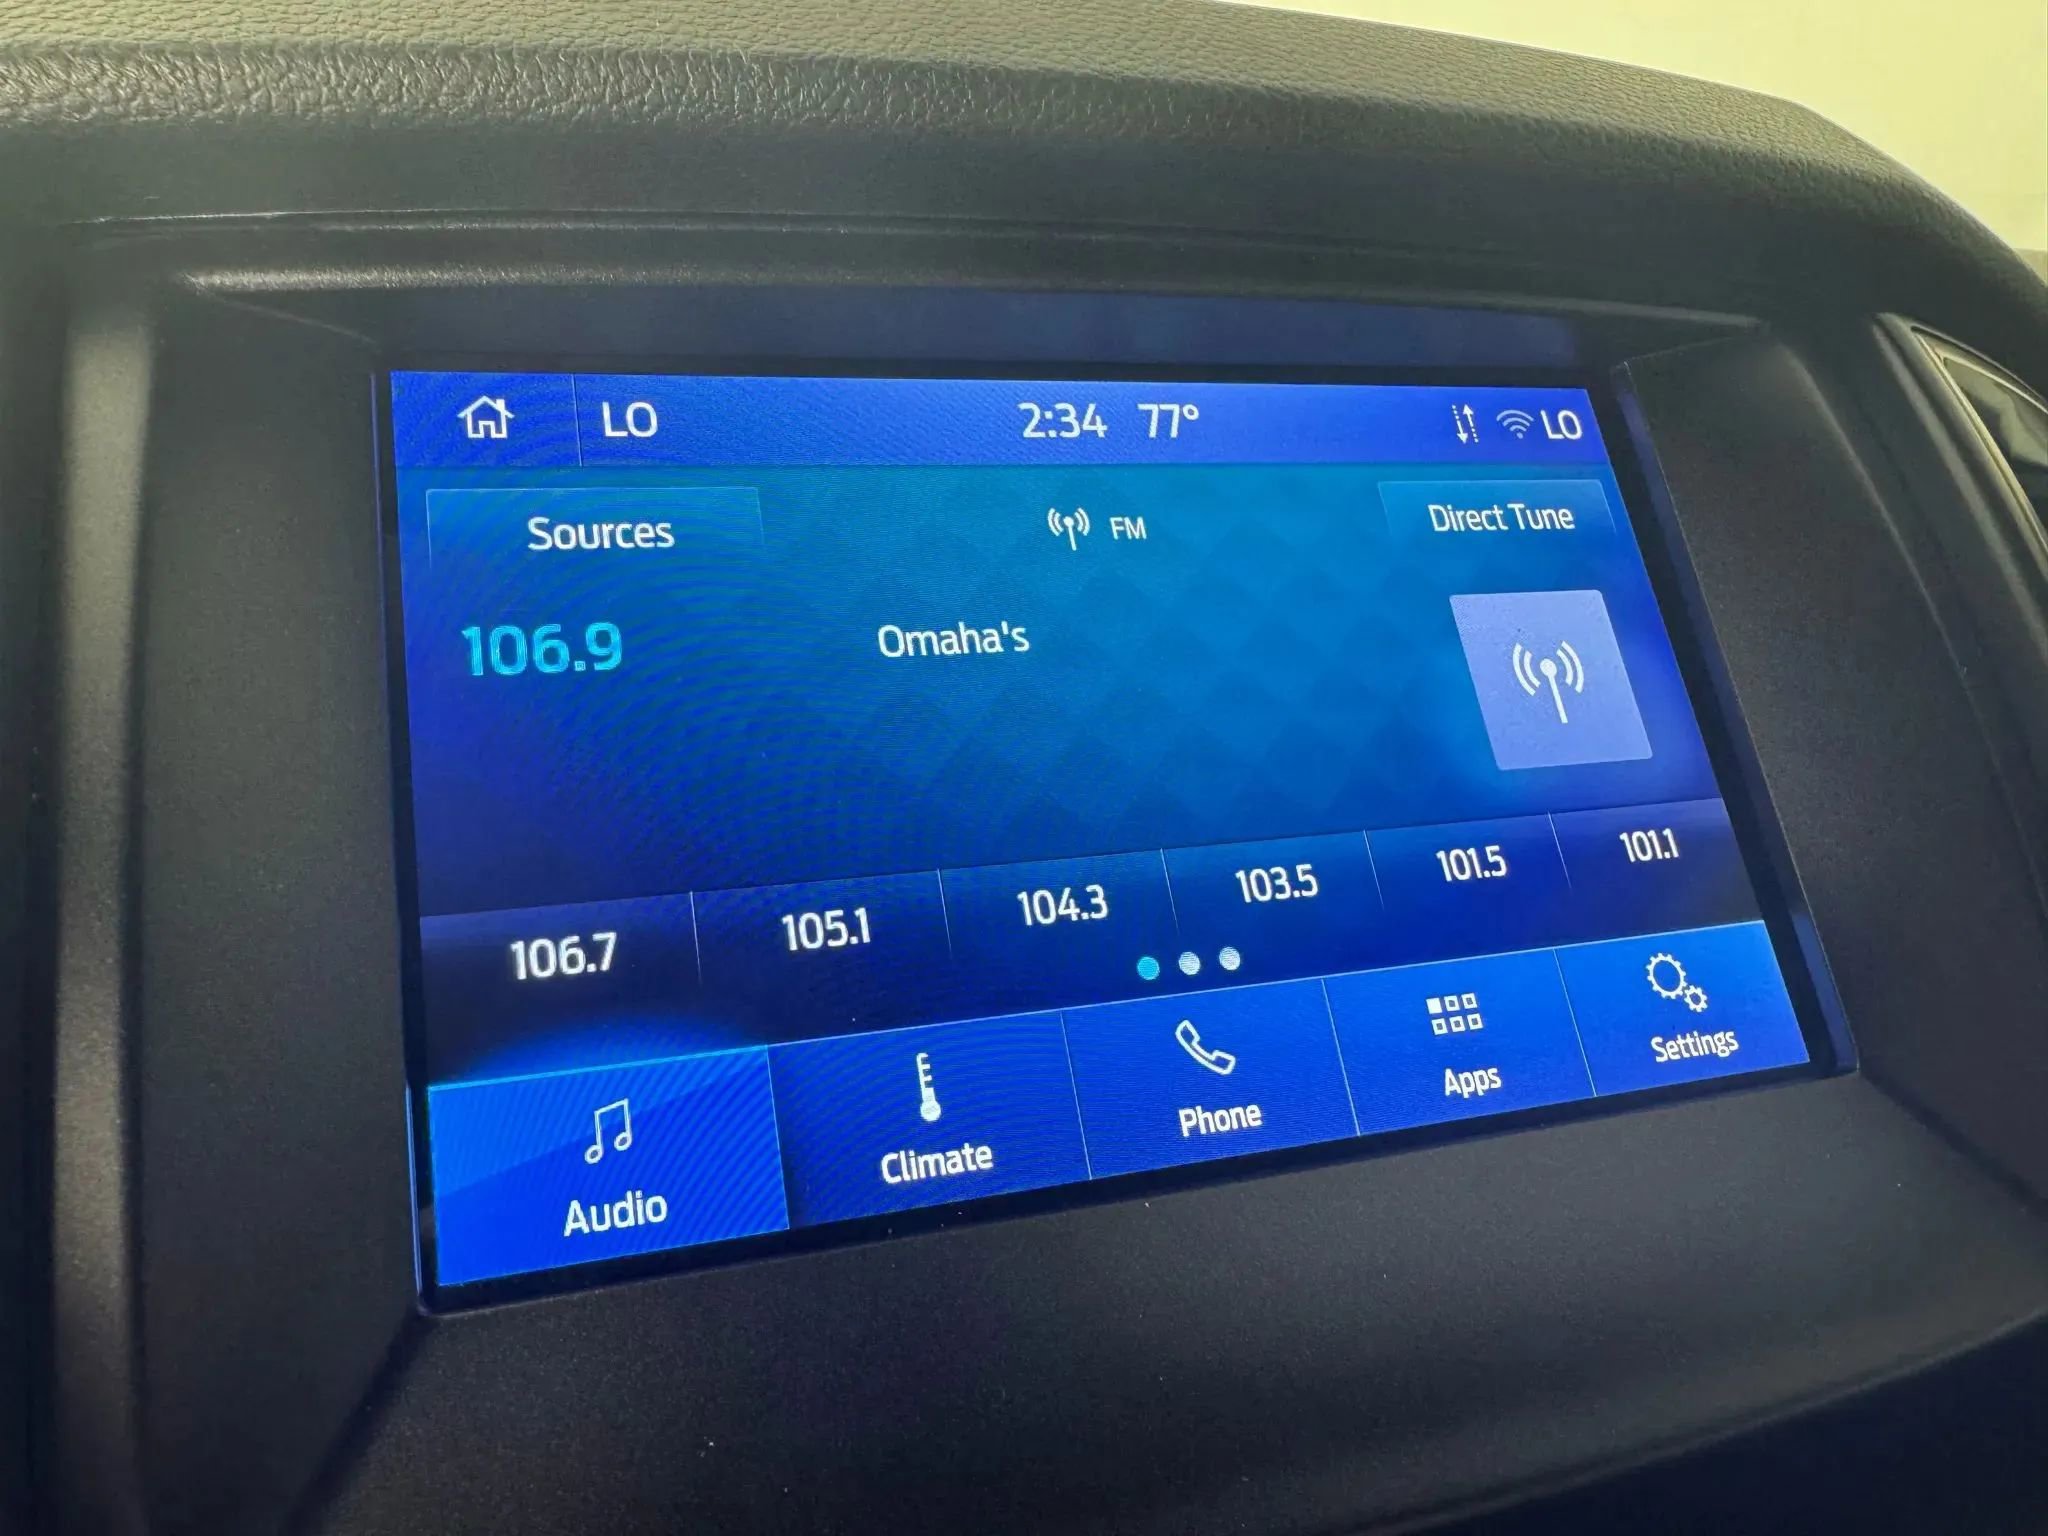 LO 2:34 77° LO
Sources FM Direct Tune
106.9 Omaha's
106.7 105.1 104.3 103.5 101.5 101.1
Audio Climate Phone Apps Settings